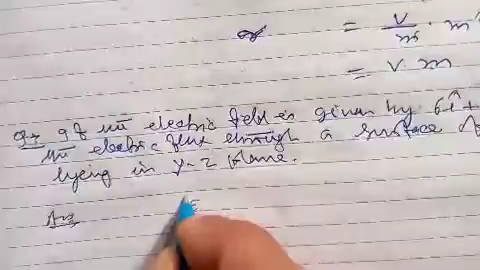 = V/m · m
= V m
Q. If the electric field is given by 6î +
the electric flux through a surface of
lying in y-z plane.
Ans
E